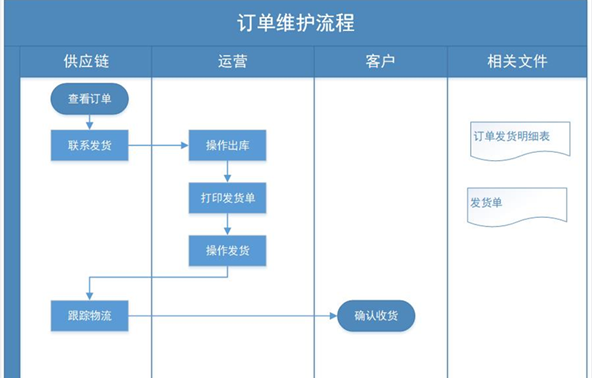 订单维护流程
供应链
运营
客户
相关文件
查看订单
订单发货明细表
联系发货
操作出库
打印发货单
发货单
操作发货
跟踪物流
确认收货